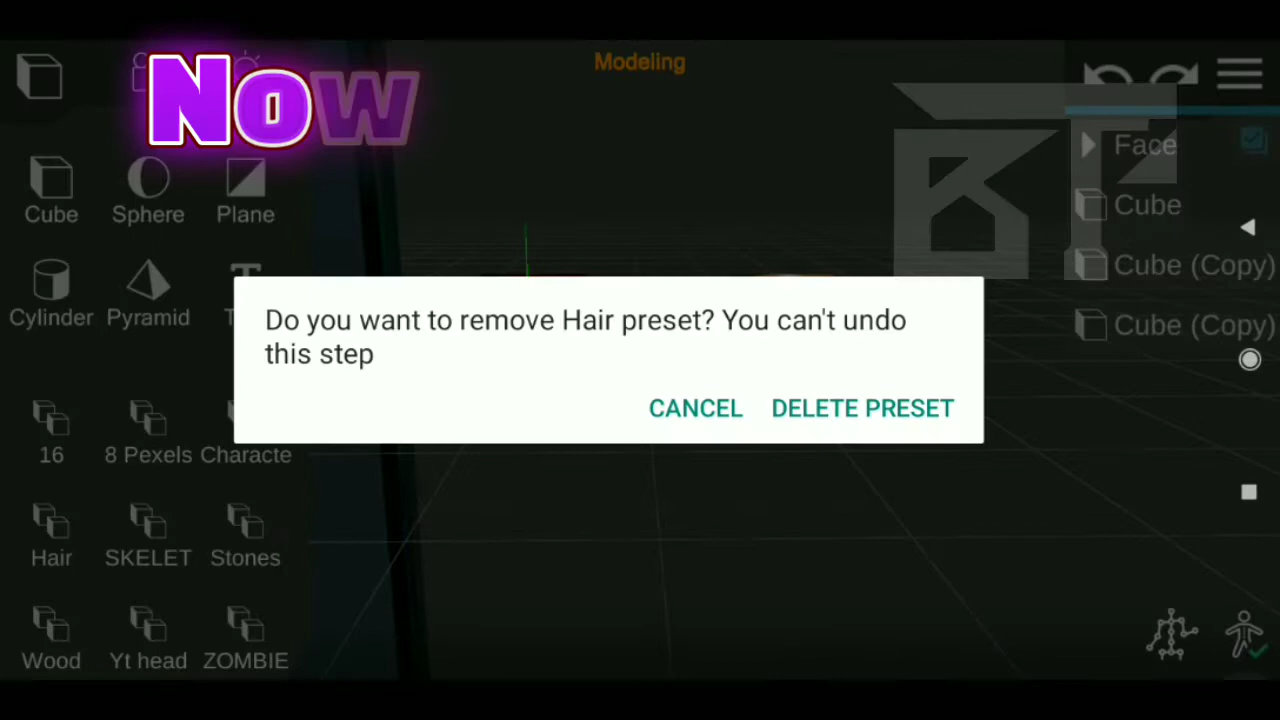 Now
Modeling
Face
Cube
Sphere
Plane
Cube
Cube (Copy)
Cylinder
Pyramid
T
Cube (Copy)
Do you want to remove Hair preset? You can't undo
this step
CANCEL
DELETE PRESET
16
8 Pexels
Characte
Hair
SKELET
Stones
Wood
Yt head
ZOMBIE
BT